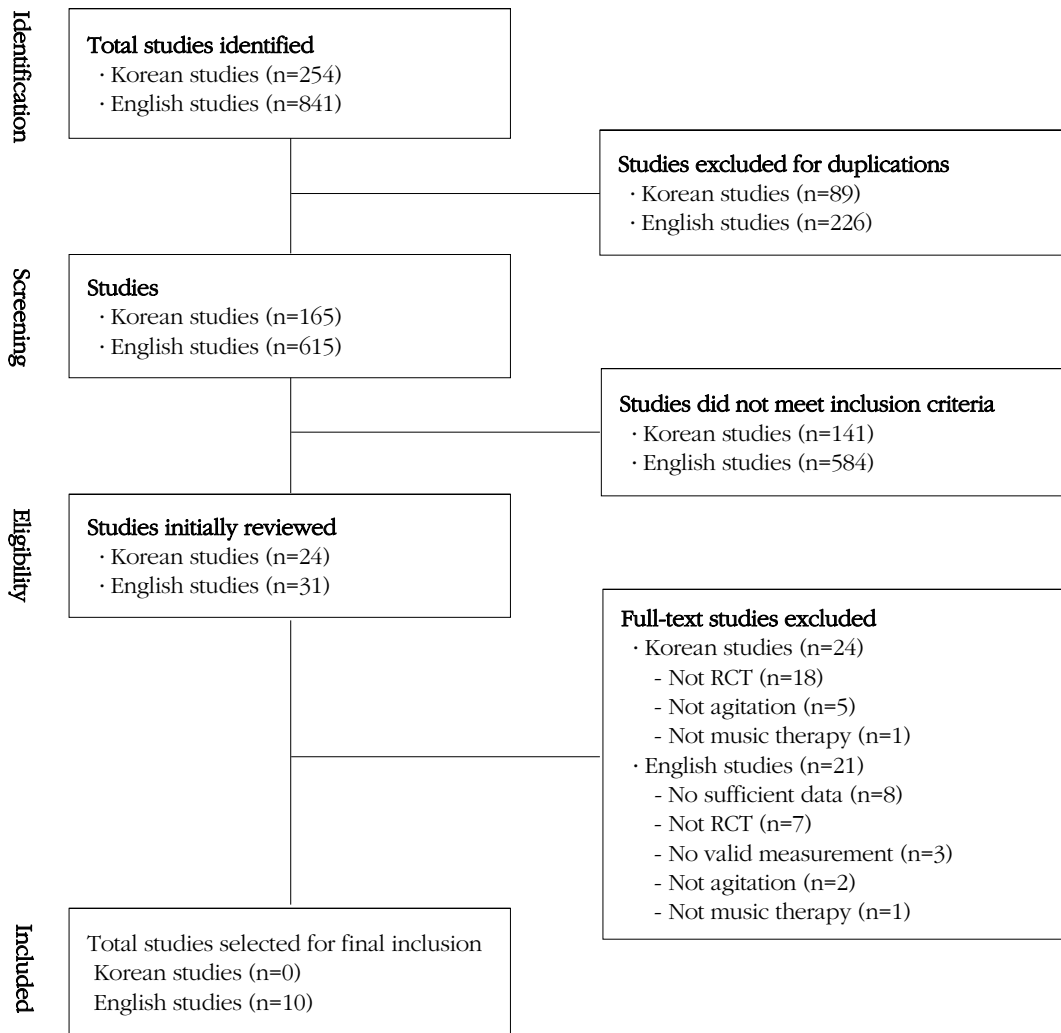 Identification
Total studies identified
· Korean studies (n=254)
· English studies (n=841)
Studies excluded for duplications
· Korean studies (n=89)
· English studies (n=226)
Screening
Studies
· Korean studies (n=165)
· English studies (n=615)
Studies did not meet inclusion criteria
· Korean studies (n=141)
· English studies (n=584)
Eligibility
Studies initially reviewed
· Korean studies (n=24)
· English studies (n=31)
Full-text studies excluded
· Korean studies (n=24)
- Not RCT (n=18)
- Not agitation (n=5)
- Not music therapy (n=1)
· English studies (n=21)
- No sufficient data (n=8)
- Not RCT (n=7)
- No valid measurement (n=3)
- Not agitation (n=2)
- Not music therapy (n=1)
Included
Total studies selected for final inclusion
Korean studies (n=0)
English studies (n=10)